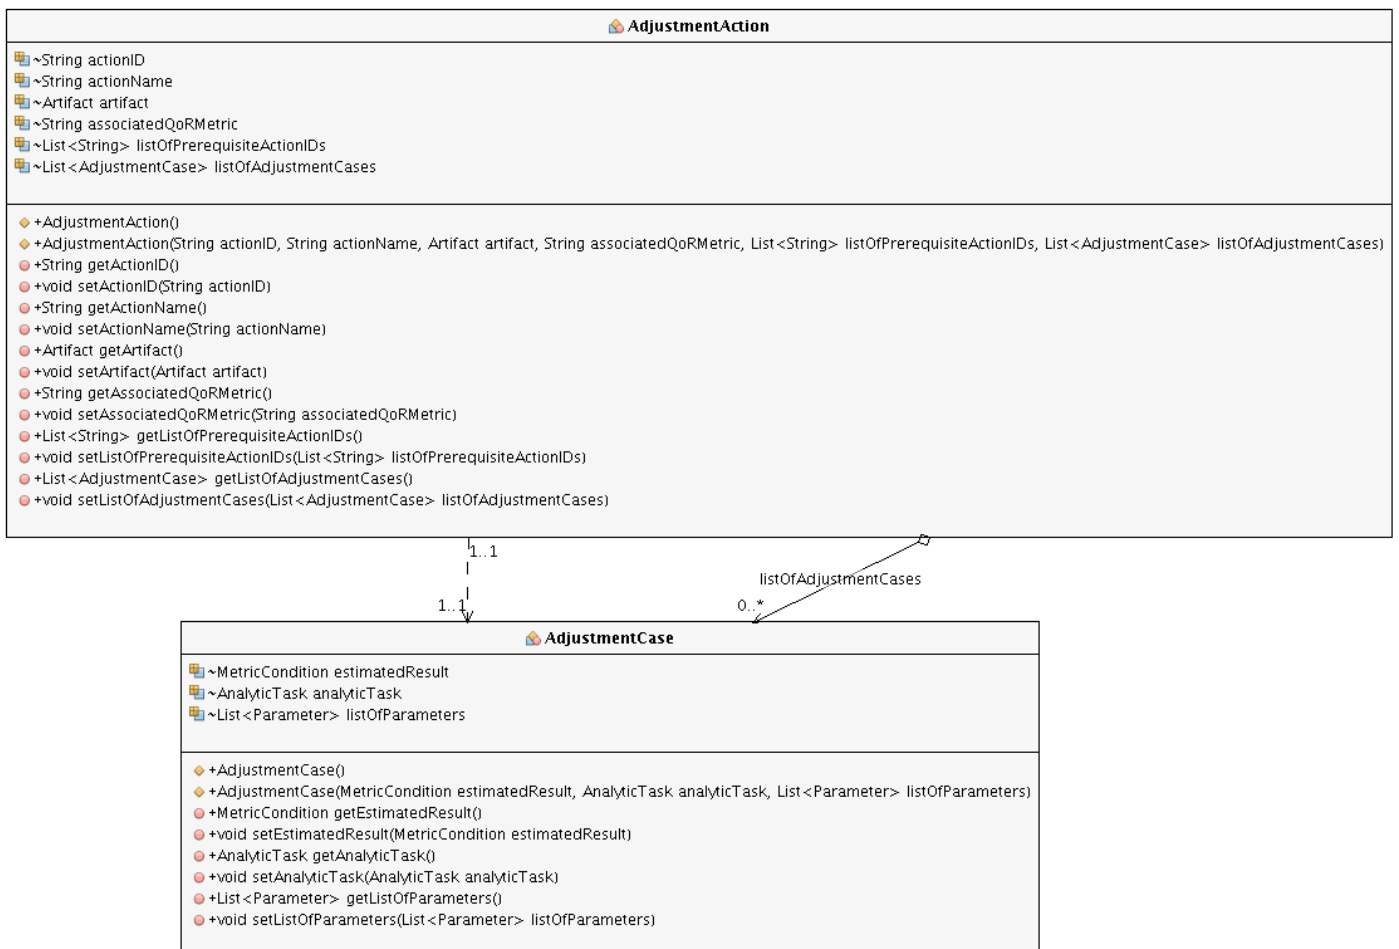 AdjustmentAction
~String actionID
~String actionName
~Artifact artifact
~String associatedQoRMetric
~List<String> listOfPrerequisiteActionIDs
~List<AdjustmentCase> listOfAdjustmentCases
+AdjustmentAction()
+AdjustmentAction(String actionID, String actionName, Artifact artifact, String associatedQoRMetric, List<String> listOfPrerequisiteActionIDs, List<AdjustmentCase> listOfAdjustmentCases)
+String getActionID()
+void setActionID(String actionID)
+String getActionName()
+void setActionName(String actionName)
+Artifact getArtifact()
+void setArtifact(Artifact artifact)
+String getAssociatedQoRMetric()
+void setAssociatedQoRMetric(String associatedQoRMetric)
+List<String> getListOfPrerequisiteActionIDs()
+void setListOfPrerequisiteActionIDs(List<String> listOfPrerequisiteActionIDs)
+List<AdjustmentCase> getListOfAdjustmentCases()
+void setListOfAdjustmentCases(List<AdjustmentCase> listOfAdjustmentCases)
1..1
listOfAdjustmentCases
1..1
0..*
AdjustmentCase
~MetricCondition estimatedResult
~AnalyticTask analyticTask
~List<Parameter> listOfParameters
+AdjustmentCase()
+AdjustmentCase(MetricCondition estimatedResult, AnalyticTask analyticTask, List<Parameter> listOfParameters)
+MetricCondition getEstimatedResult()
+void setEstimatedResult(MetricCondition estimatedResult)
+AnalyticTask getAnalyticTask()
+void setAnalyticTask(AnalyticTask analyticTask)
+List<Parameter> getListOfParameters()
+void setListOfParameters(List<Parameter> listOfParameters)